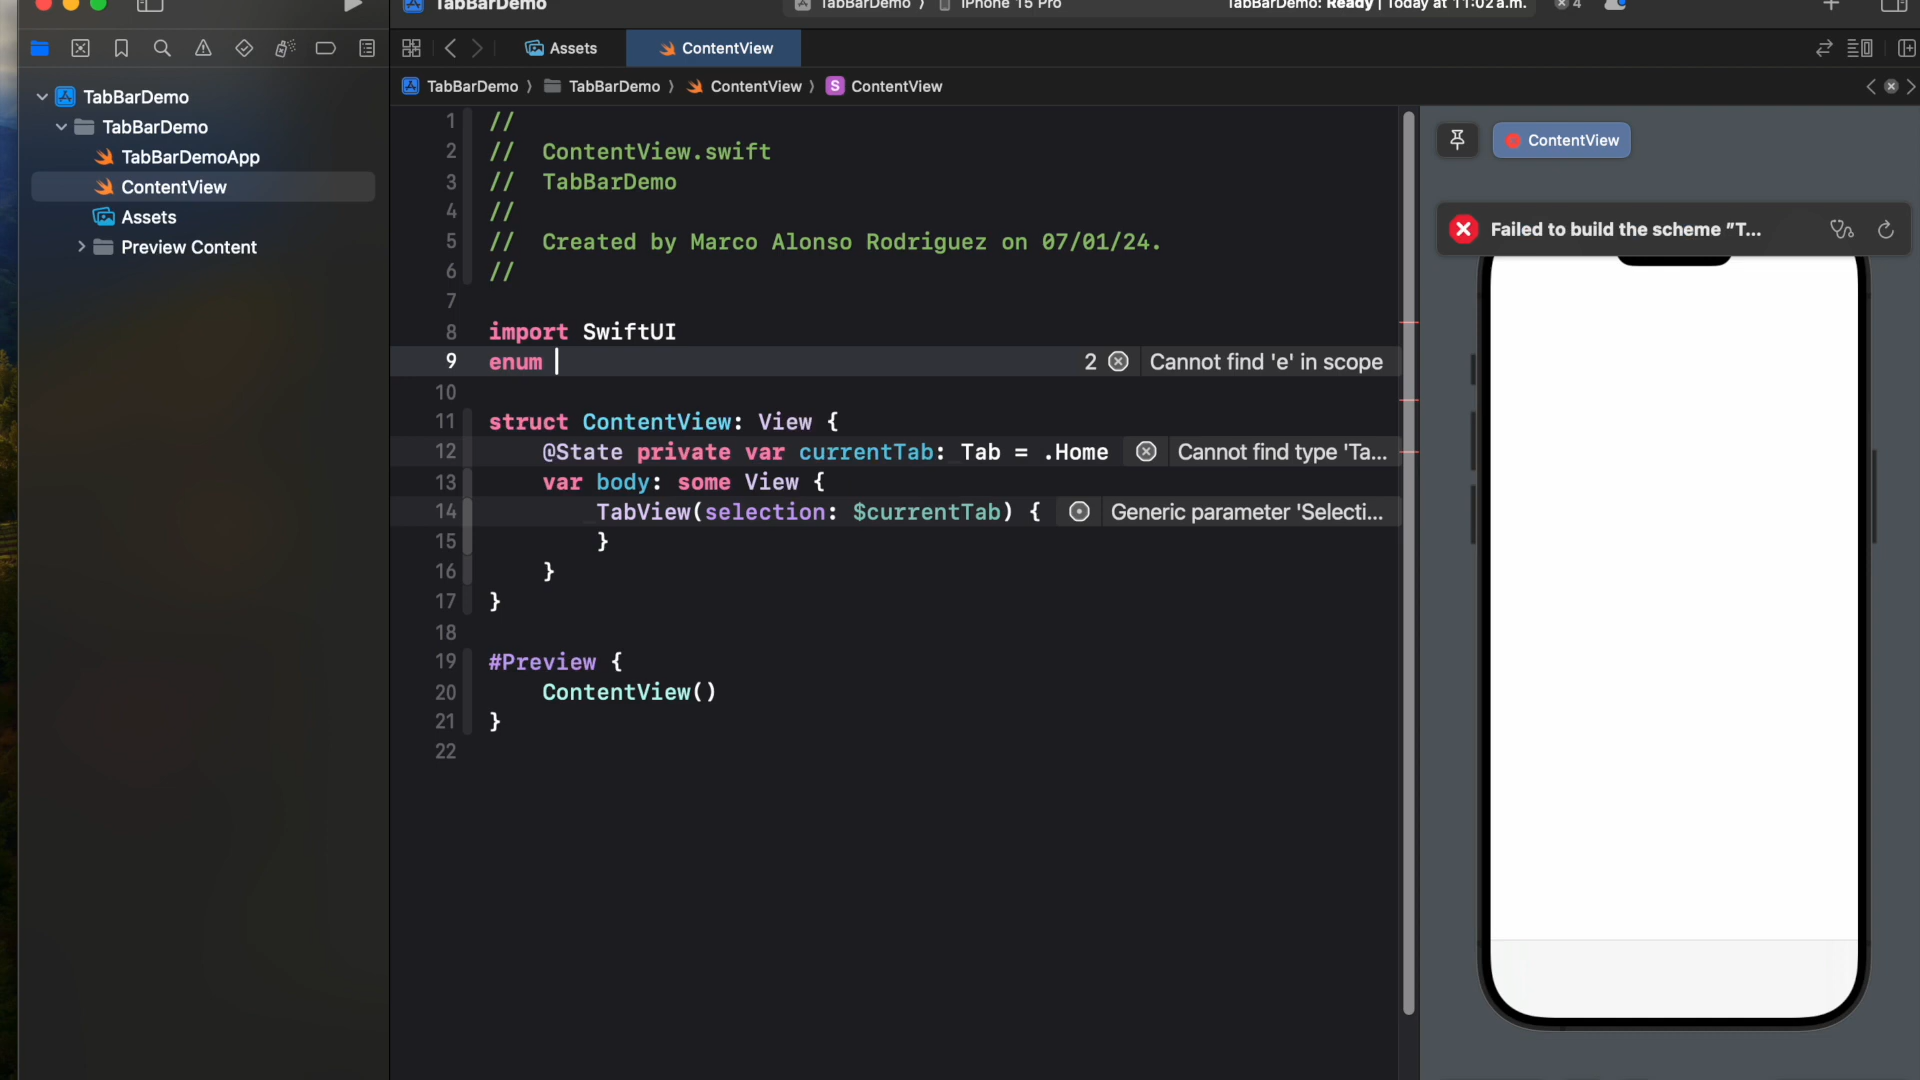 TabBarDemo
TabBarDemo ⟩ iPhone 15 Pro
TabBarDemo: Ready | Today at 11:02 a.m.
4
Assets
ContentView
TabBarDemo ⟩ TabBarDemo ⟩ ContentView ⟩ S ContentView
TabBarDemo
TabBarDemo
TabBarDemoApp
ContentView
Assets
Preview Content
1 //
2 //  ContentView.swift
3 //  TabBarDemo
4 //
5 //  Created by Marco Alonso Rodriguez on 07/01/24.
6 //
7
8 import SwiftUI
9 enum 2 Cannot find 'e' in scope
10
11 struct ContentView: View {
12     @State private var currentTab: Tab = .Home Cannot find type 'Ta...
13     var body: some View {
14         TabView(selection: $currentTab) { Generic parameter 'Selecti...
15         }
16     }
17 }
18
19 #Preview {
20     ContentView()
21 }
22
ContentView
Failed to build the scheme "T...